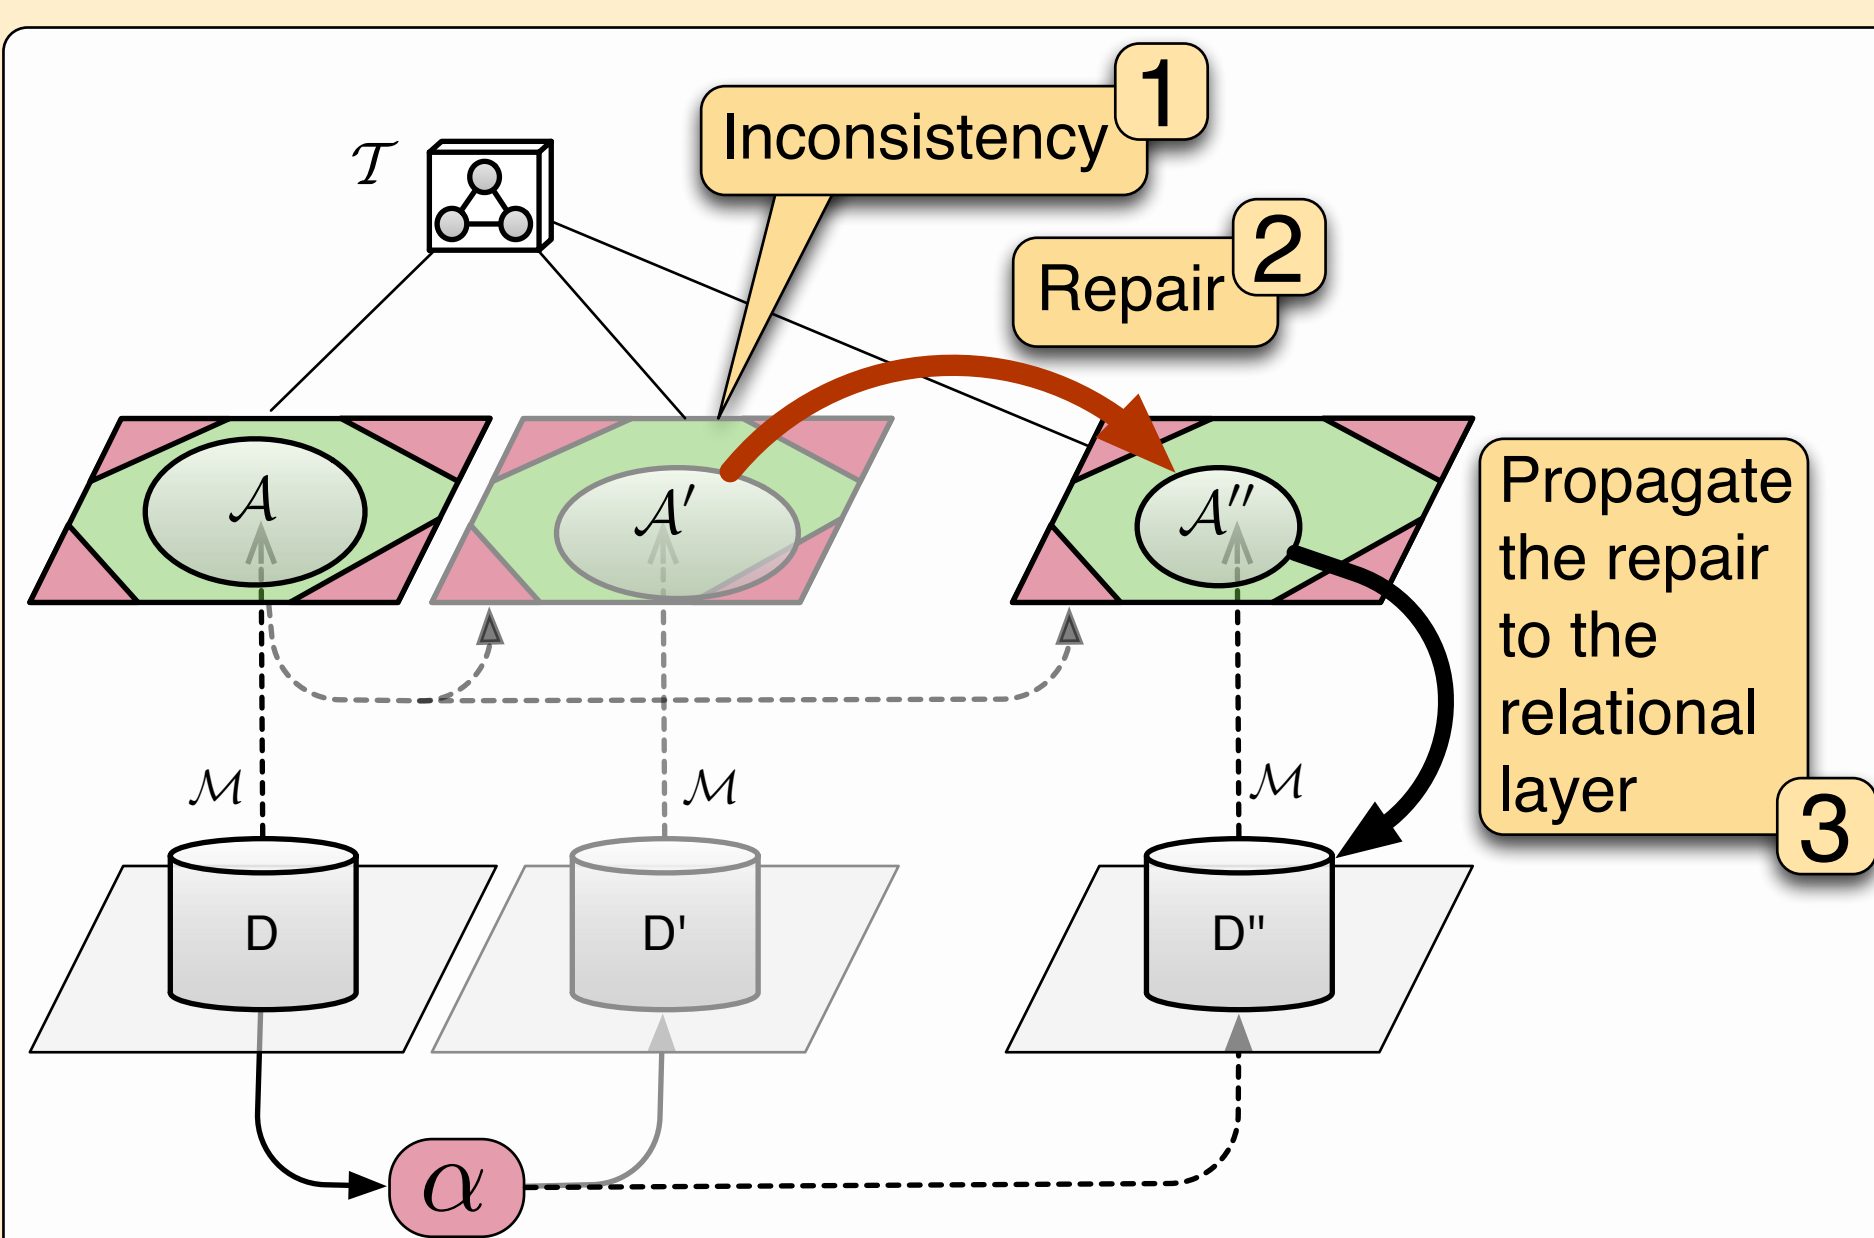 1
Inconsistency
𝒯
2
Repair
𝒜
𝒜′
𝒜″
Propagate
the repair
to the
relational
layer
3
ℳ
ℳ
ℳ
D
D'
D"
α